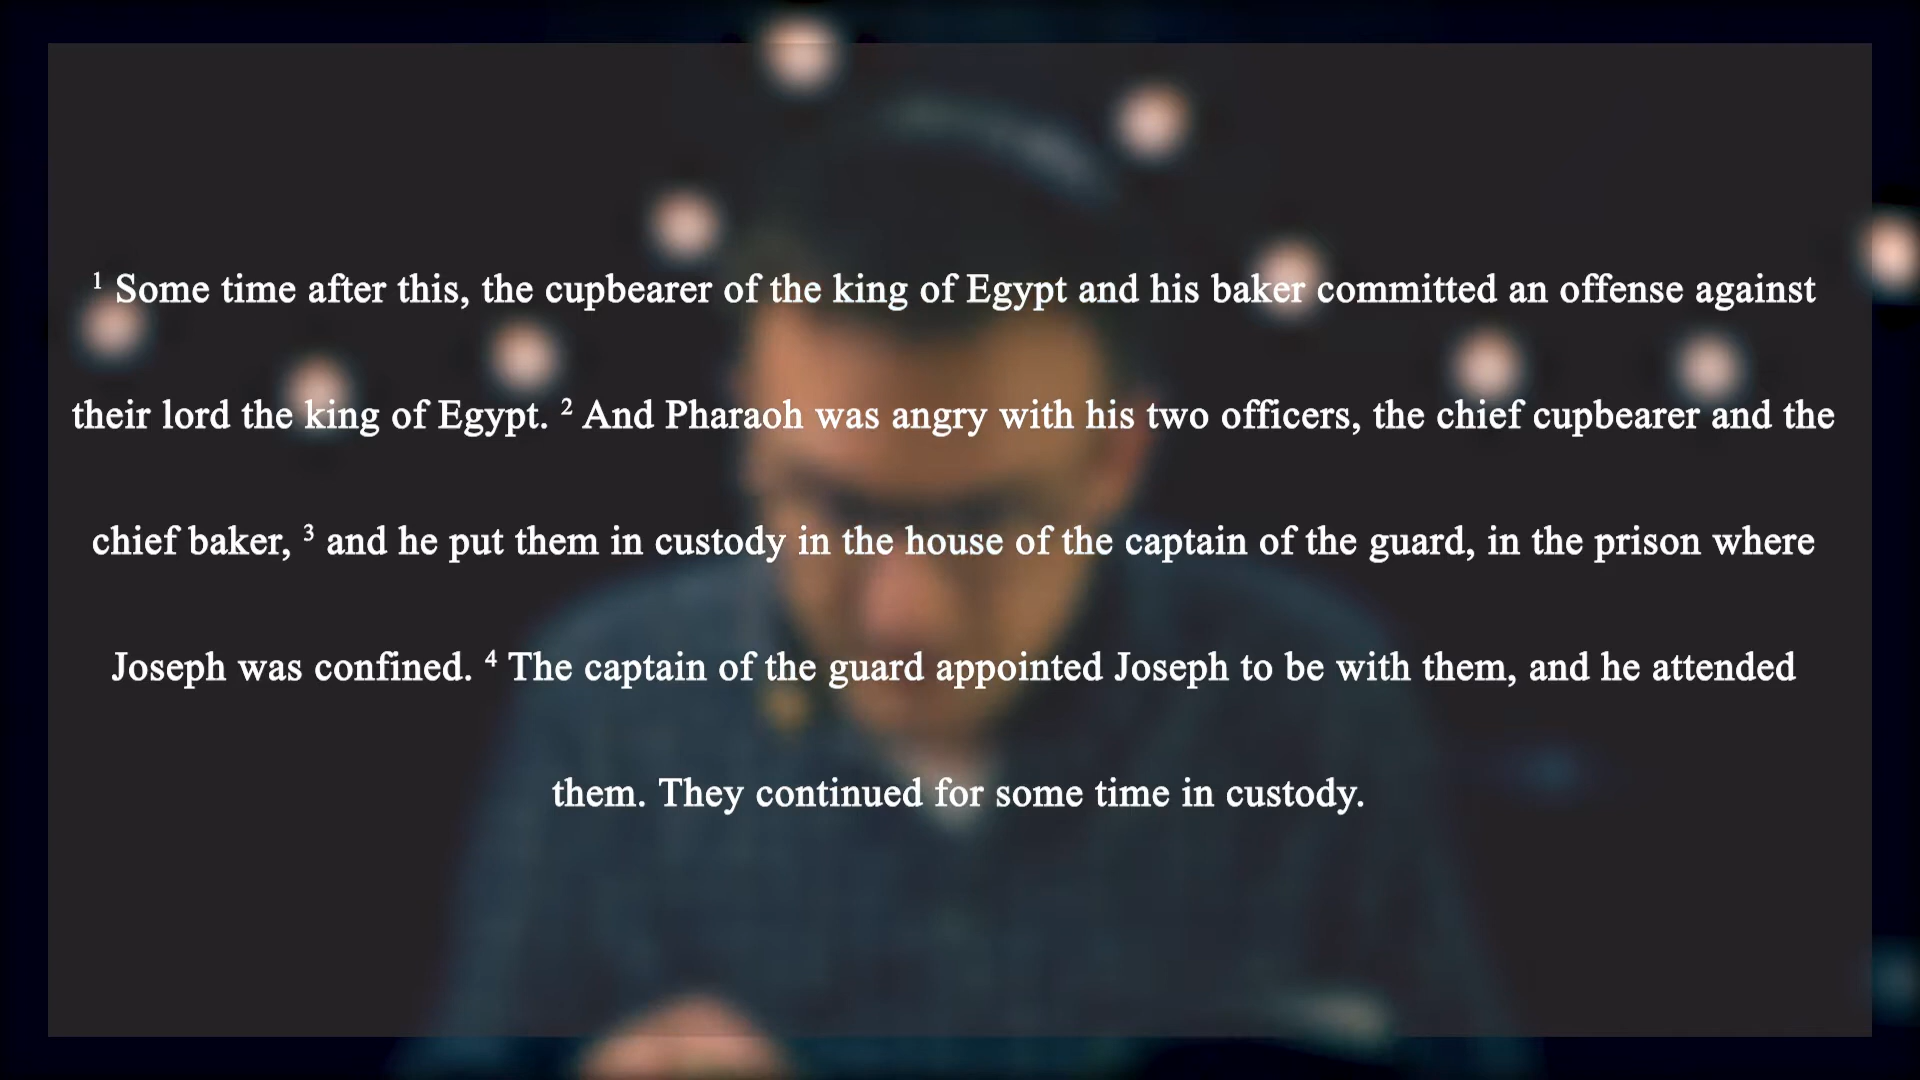 ¹ Some time after this, the cupbearer of the king of Egypt and his baker committed an offense against
their lord the king of Egypt. ² And Pharaoh was angry with his two officers, the chief cupbearer and the
chief baker, ³ and he put them in custody in the house of the captain of the guard, in the prison where
Joseph was confined. ⁴ The captain of the guard appointed Joseph to be with them, and he attended
them. They continued for some time in custody.